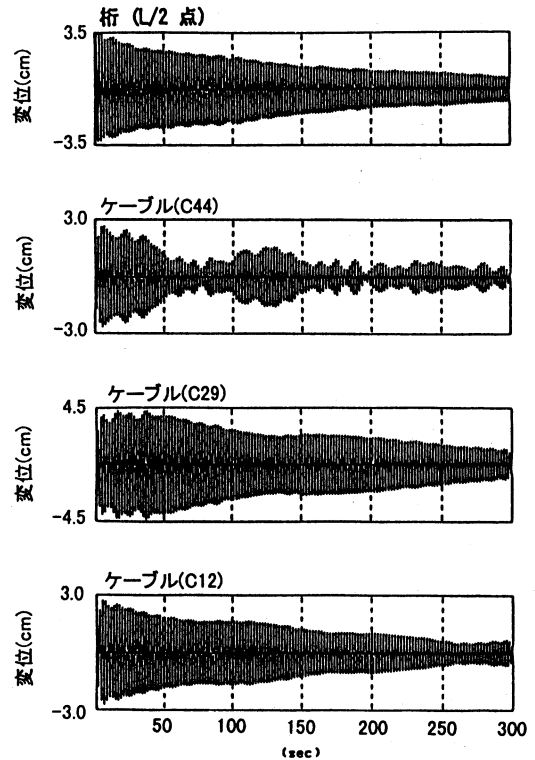 桁 (L/2 点)
3.5
変位(cm)
-3.5
ケーブル(C44)
3.0
変位(cm)
-3.0
ケーブル(C29)
4.5
変位(cm)
-4.5
ケーブル(C12)
3.0
変位(cm)
-3.0
50 100 150 200 250 300
(sec)